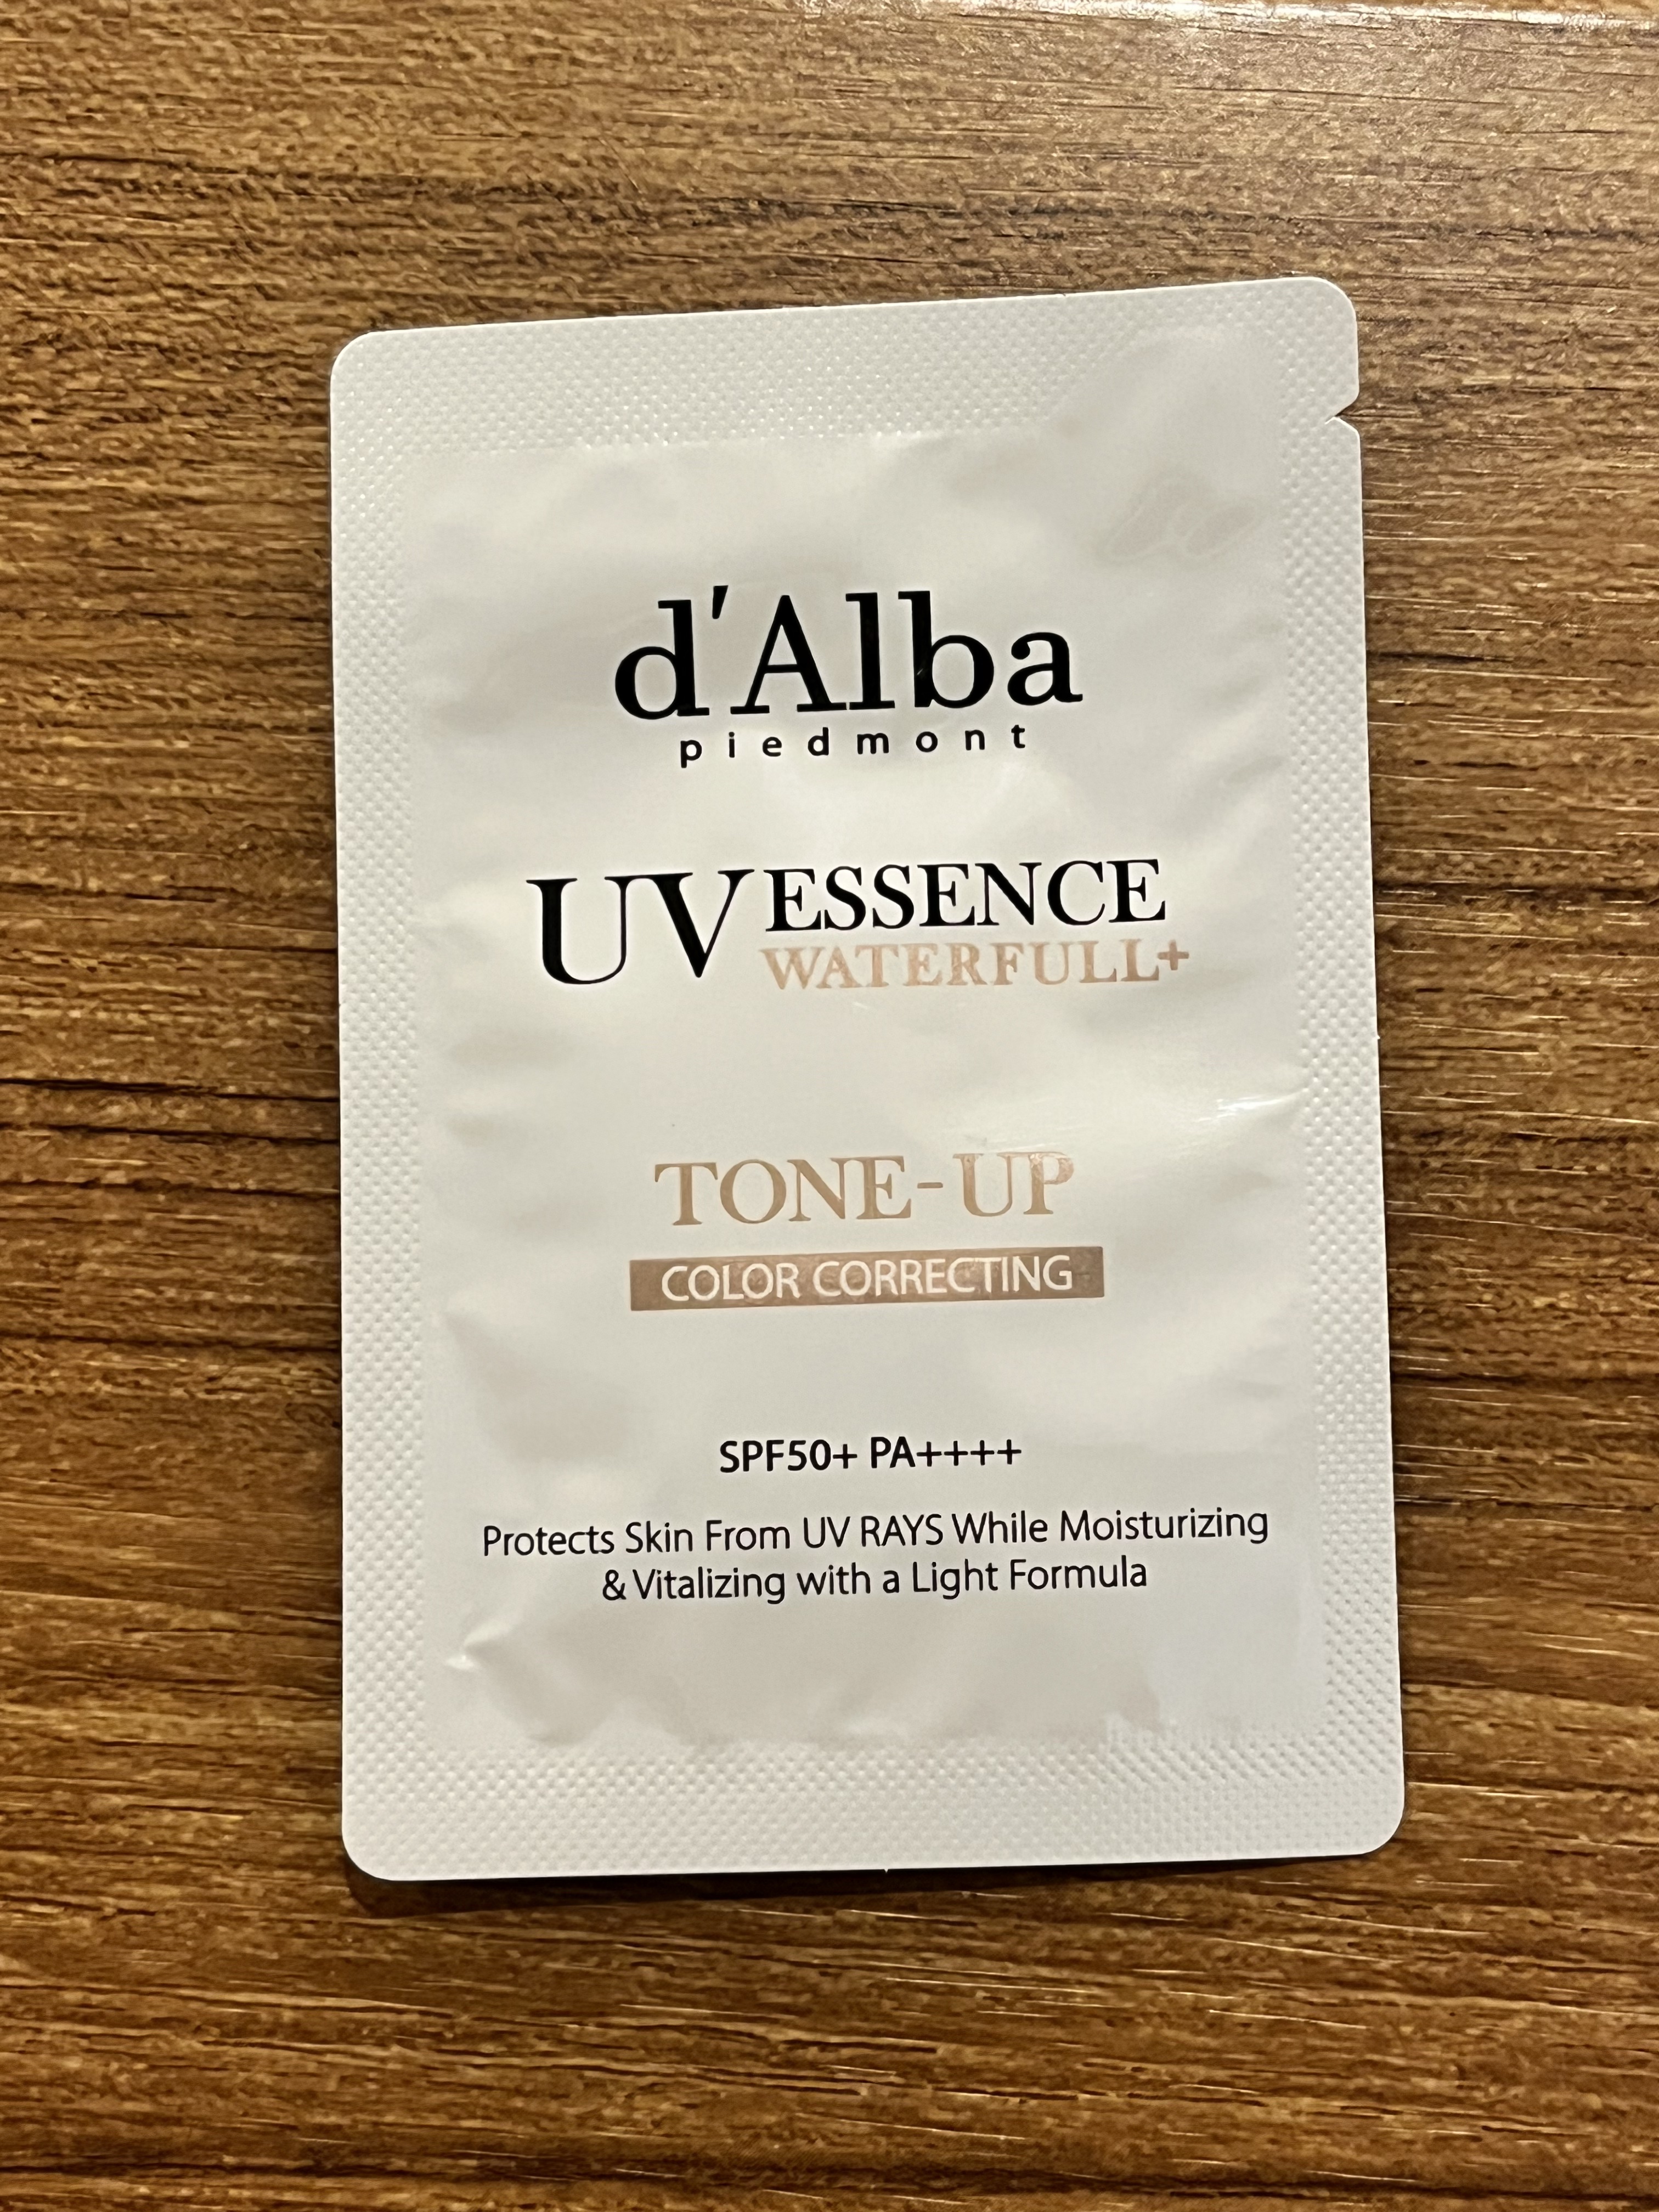 d'Alba
piedmont
UV ESSENCE
WATERFULL+
TONE-UP
COLOR CORRECTING
SPF50+ PA++++
Protects Skin From UV RAYS While Moisturizing
& Vitalizing with a Light Formula